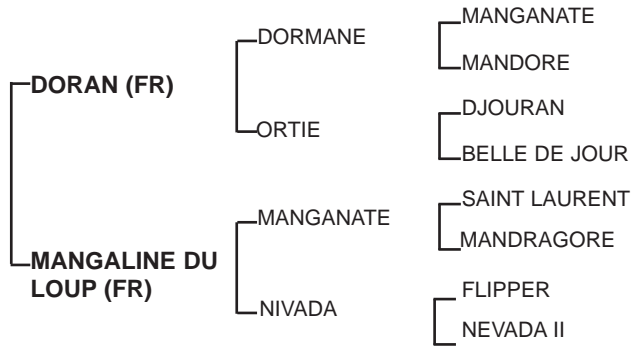 MANGANATE
DORMANE
MANDORE
DORAN (FR)
DJOURAN
ORTIE
BELLE DE JOUR
SAINT LAURENT
MANGANATE
MANDRAGORE
MANGALINE DU
LOUP (FR)
FLIPPER
NIVADA
NEVADA II